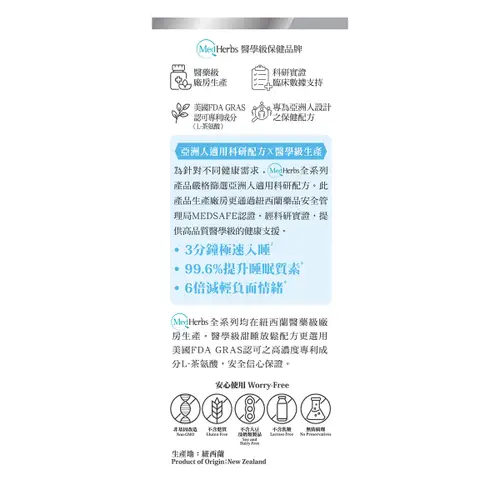 MedHerbs 醫學級保健品牌
醫藥級
廠房生產
科研實證
臨床數據支持
美國FDA GRAS
認可專利成分
(L-茶氨酸)
專為亞洲人設計
之保健配方
亞洲人適用科研配方X醫學級生產
為針對不同健康需求，MedHerbs全系列
產品嚴格篩選亞洲人適用科研配方。此
產品生產廠房更通過紐西蘭藥品安全管
理局MEDSAFE認證。經科研實證，提
供高品質醫學級的健康支援。
• 3分鐘極速入睡*
• 99.6%提升睡眠質素*
• 6倍減輕負面情緒*
MedHerbs全系列均在紐西蘭醫藥級廠
房生產。醫學級甜睡放鬆配方更選用
美國FDA GRAS認可之高濃度專利成
分L-茶氨酸，安全信心保證。
安心使用 Worry-Free
非基因改造
Non-GMO
不含麩質
Gluten Free
不含大豆
及奶類製品
Soy and
Dairy Free
不含乳糖
Lactose Free
無防腐劑
No Preservatives
生產地：紐西蘭
Product of Origin:New Zealand